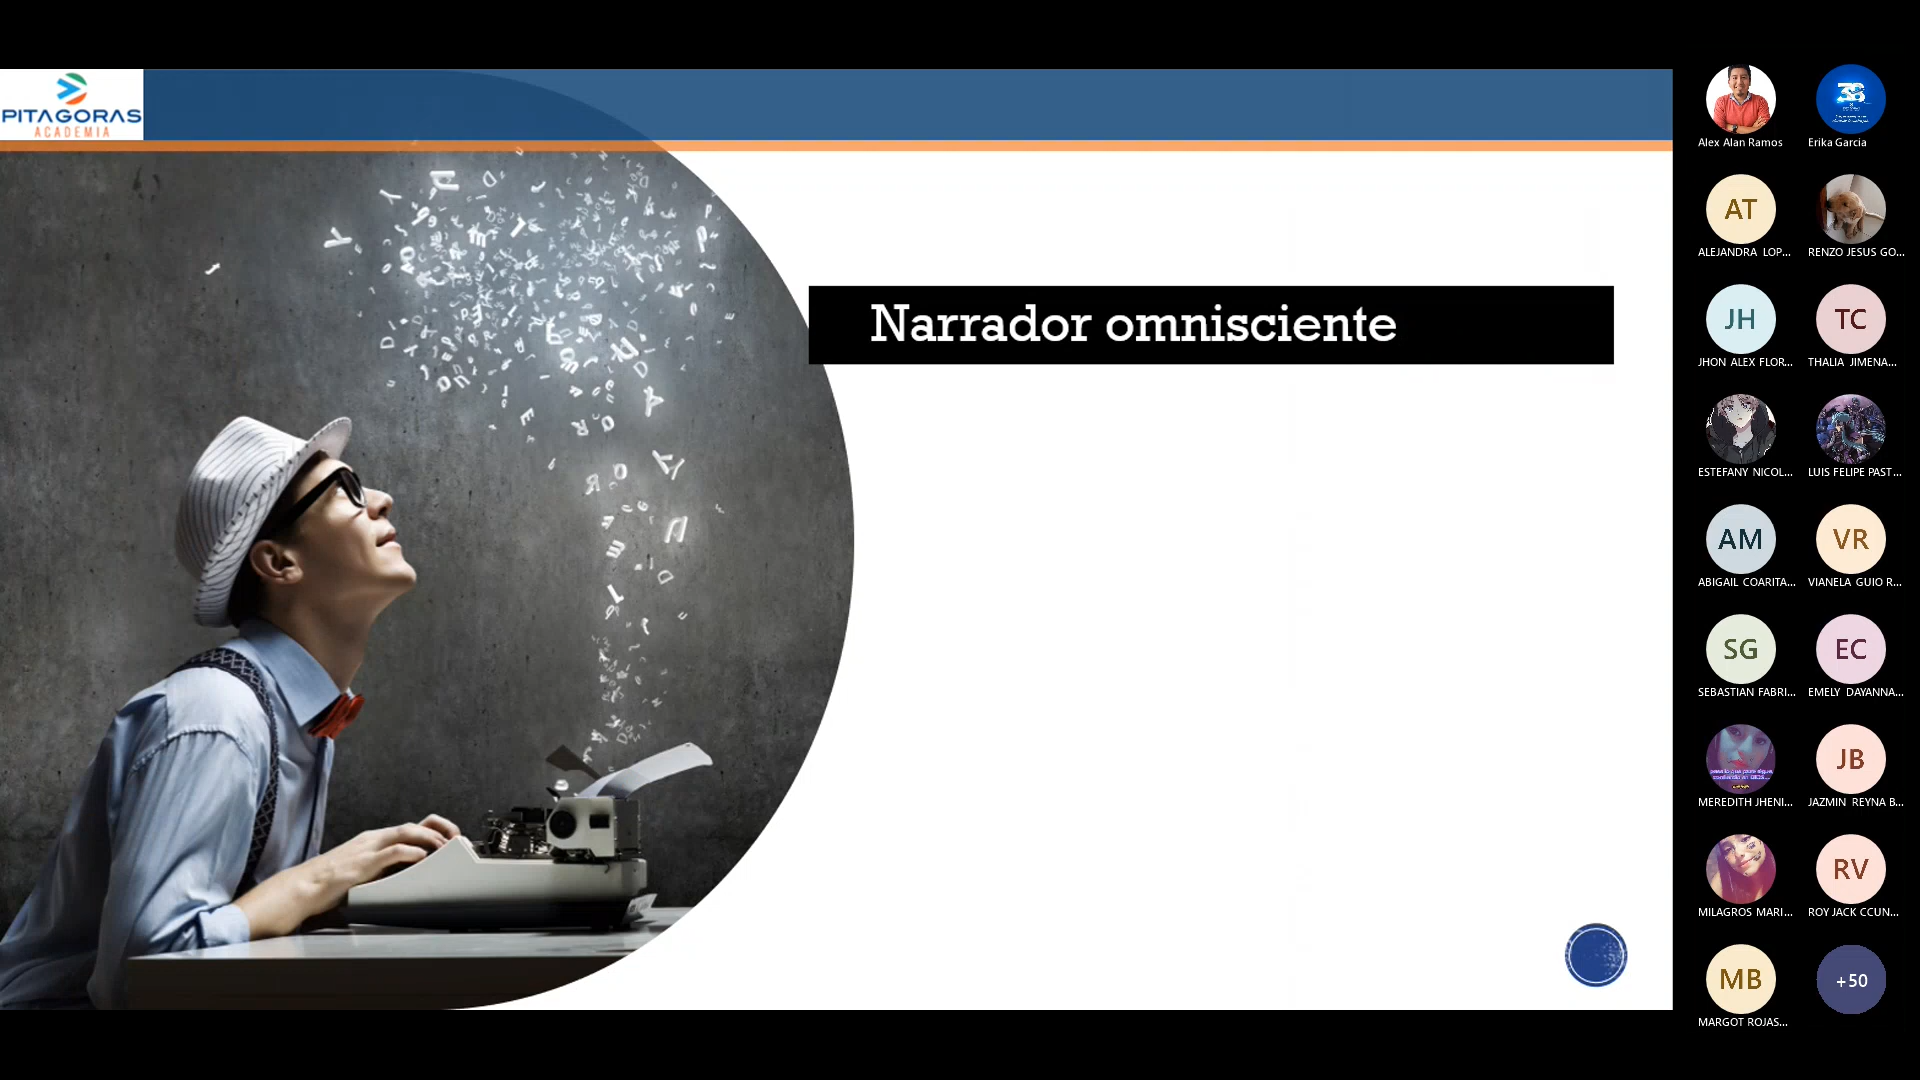 PITAGORAS
ACADEMIA
Narrador omnisciente
Alex Alan Ramos
Erika Garcia
AT
ALEJANDRA LOP...
RENZO JESUS GO...
JH
JHON ALEX FLOR...
TC
THALIA JIMENA...
ESTEFANY NICOL...
LUIS FELIPE PAST...
AM
ABIGAIL COARITA...
VR
VIANELA GUIO R...
SG
SEBASTIAN FABRI...
EC
EMELY DAYANNA...
MEREDITH JHENI...
JB
JAZMIN REYNA B...
MILAGROS MARI...
RV
ROY JACK CCUN...
MB
MARGOT ROJAS...
+50